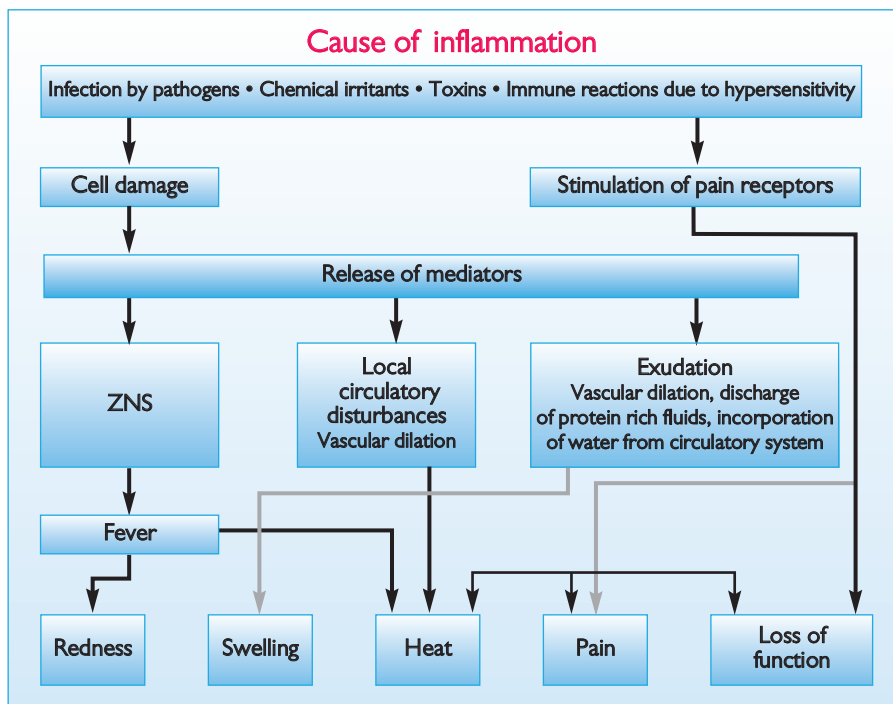 Cause of inflammation
Infection by pathogens • Chemical irritants • Toxins • Immune reactions due to hypersensitivity
Cell damage
Stimulation of pain receptors
Release of mediators
ZNS
Local
circulatory
disturbances
Vascular dilation
Exudation
Vascular dilation, discharge
of protein rich fluids, incorporation
of water from circulatory system
Fever
Redness
Swelling
Heat
Pain
Loss of
function